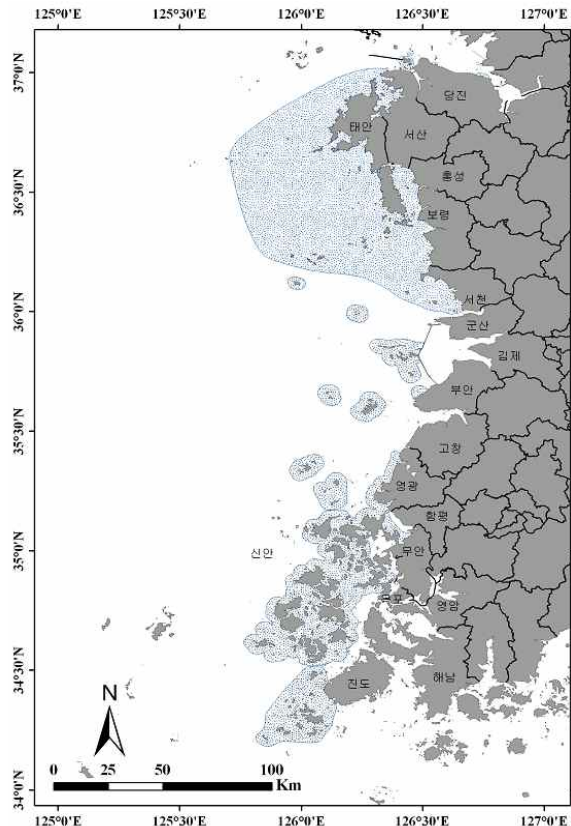 125°0'E 125°30'E 126°0'E 126°30'E 127°0'E
37°0'N
36°30'N
36°0'N
35°30'N
35°0'N
34°30'N
34°0'N
당진
태안
서산
홍성
보령
서천
군산
김제
부안
고창
영광
함평
신안
무안
목포
영암
진도
해남
N
0 25 50 100
Km
125°0'E 125°30'E 126°0'E 126°30'E 127°0'E